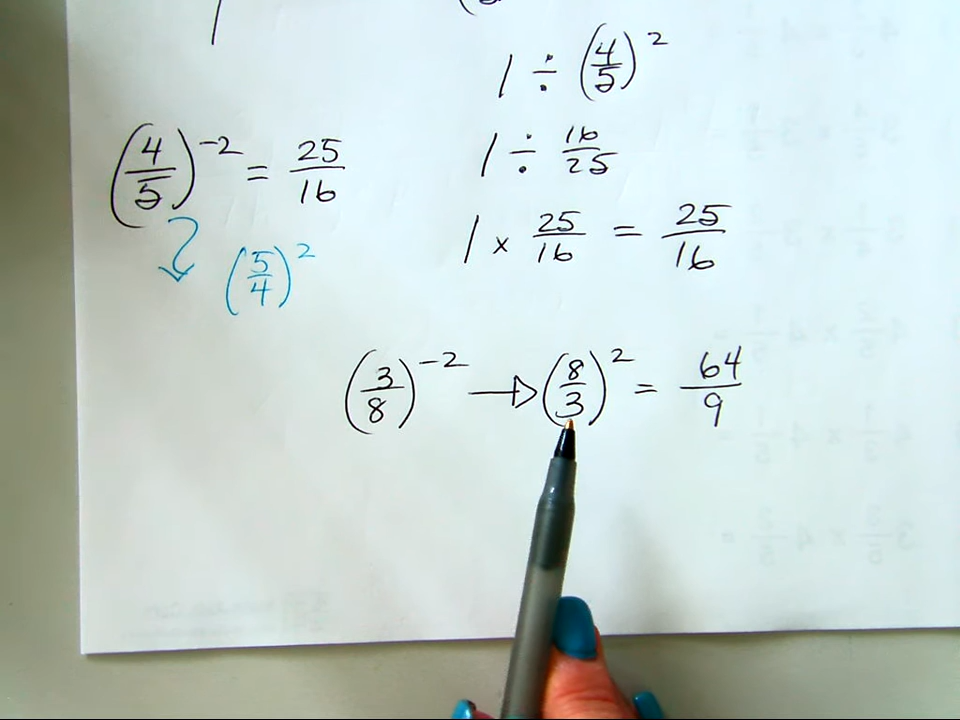 1 ÷ (4/5)²
(4/5)⁻² = 25/16
1 ÷ 16/25
1 × 25/16 = 25/16
(5/4)²
(3/8)⁻² → (8/3)² = 64/9